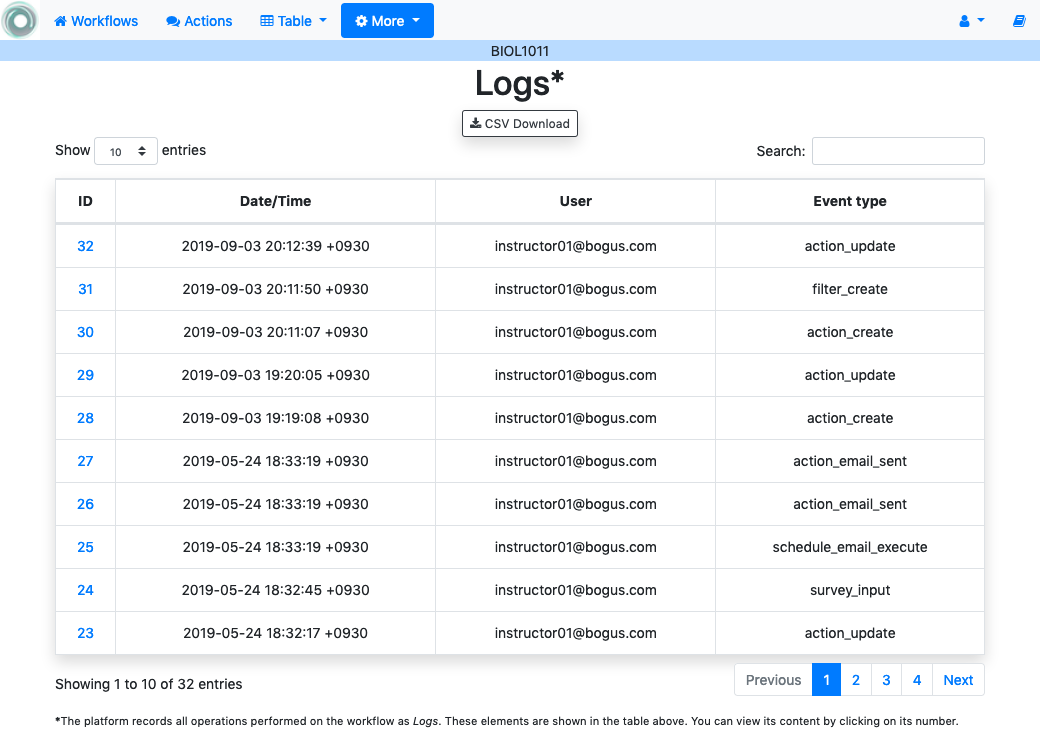 Workflows Actions Table More
BIOL1011
Logs*
CSV Download
Show 10 entries Search:
ID Date/Time User Event type
32 2019-09-03 20:12:39 +0930 instructor01@bogus.com action_update
31 2019-09-03 20:11:50 +0930 instructor01@bogus.com filter_create
30 2019-09-03 20:11:07 +0930 instructor01@bogus.com action_create
29 2019-09-03 19:20:05 +0930 instructor01@bogus.com action_update
28 2019-09-03 19:19:08 +0930 instructor01@bogus.com action_create
27 2019-05-24 18:33:19 +0930 instructor01@bogus.com action_email_sent
26 2019-05-24 18:33:19 +0930 instructor01@bogus.com action_email_sent
25 2019-05-24 18:33:19 +0930 instructor01@bogus.com schedule_email_execute
24 2019-05-24 18:32:45 +0930 instructor01@bogus.com survey_input
23 2019-05-24 18:32:17 +0930 instructor01@bogus.com action_update
Showing 1 to 10 of 32 entries Previous 1 2 3 4 Next
*The platform records all operations performed on the workflow as Logs. These elements are shown in the table above. You can view its content by clicking on its number.